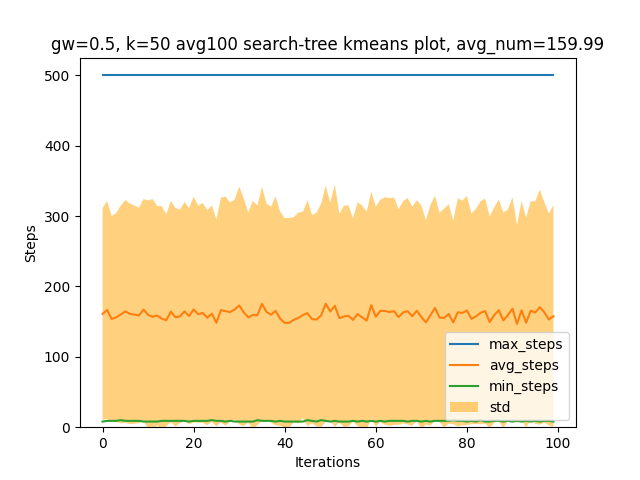 gw=0.5, k=50 avg100 search-tree kmeans plot, avg_num=159.99
500
400
300
200
100
0
Steps
max_steps
avg_steps
min_steps
std
0
20
40
60
80
100
Iterations